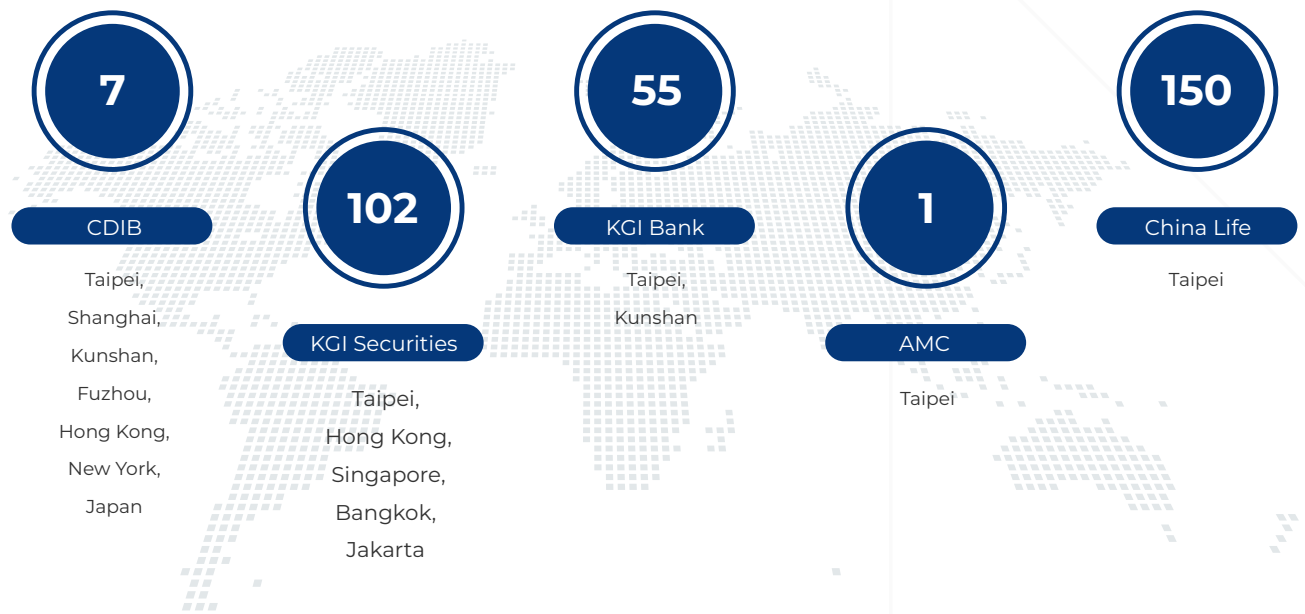 7
CDIB
Taipei,
Shanghai,
Kunshan,
Fuzhou,
Hong Kong,
New York,
Japan
102
KGI Securities
Taipei,
Hong Kong,
Singapore,
Bangkok,
Jakarta
55
KGI Bank
Taipei,
Kunshan
1
AMC
Taipei
150
China Life
Taipei